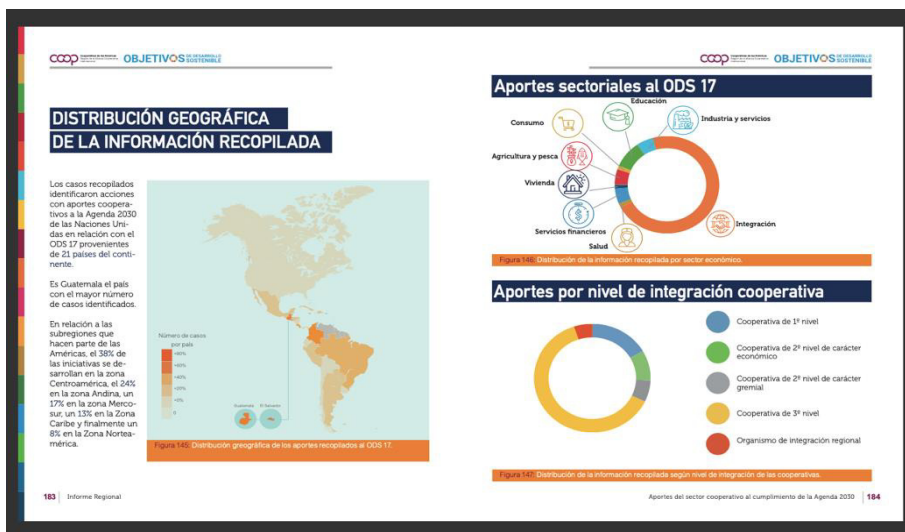 COOP
OBJETIVOS DE DESARROLLO
SOSTENIBLE
DISTRIBUCIÓN GEOGRÁFICA
DE LA INFORMACIÓN RECOPILADA
Los casos recopilados
identificaron acciones
con aportes coopera-
tivos a la Agenda 2030
de las Naciones Uni-
das en relación con el
ODS 17 provenientes
de 21 países del conti-
nente.
Es Guatemala el país
con el mayor número
de casos identificados.
En relación a las
subregiones que
hacen parte de las
Américas, el 38% de
las iniciativas se de-
sarrollan en la zona
Centroamérica, el 24%
en la zona Andina, un
17% en la zona Merco-
sur, un 13% en la Zona
Caribe y finalmente un
8% en la Zona Nortea-
mérica.
Número de casos
por país
0
Guatemala
El Salvador
Figura 145: Distribución greográfica de los aportes recopilados al ODS 17.
183
Informe Regional
COOP
OBJETIVOS DE DESARROLLO
SOSTENIBLE
Aportes sectoriales al ODS 17
Educación
Consumo
Industria y servicios
Agricultura y pesca
Vivienda
Servicios financieros
Salud
Integración
Figura 146: Distribución de la información recopilada por sector económico.
Aportes por nivel de integración cooperativa
Cooperativa de 1º nivel
Cooperativa de 2º nivel de carácter
económico
Cooperativa de 2º nivel de carácter
gremial
Cooperativa de 3º nivel
Organismo de integración regional
Figura 147: Distribución de la información recopilada según nivel de integración de las cooperativas.
Aportes del sector cooperativo al cumplimiento de la Agenda 2030
184